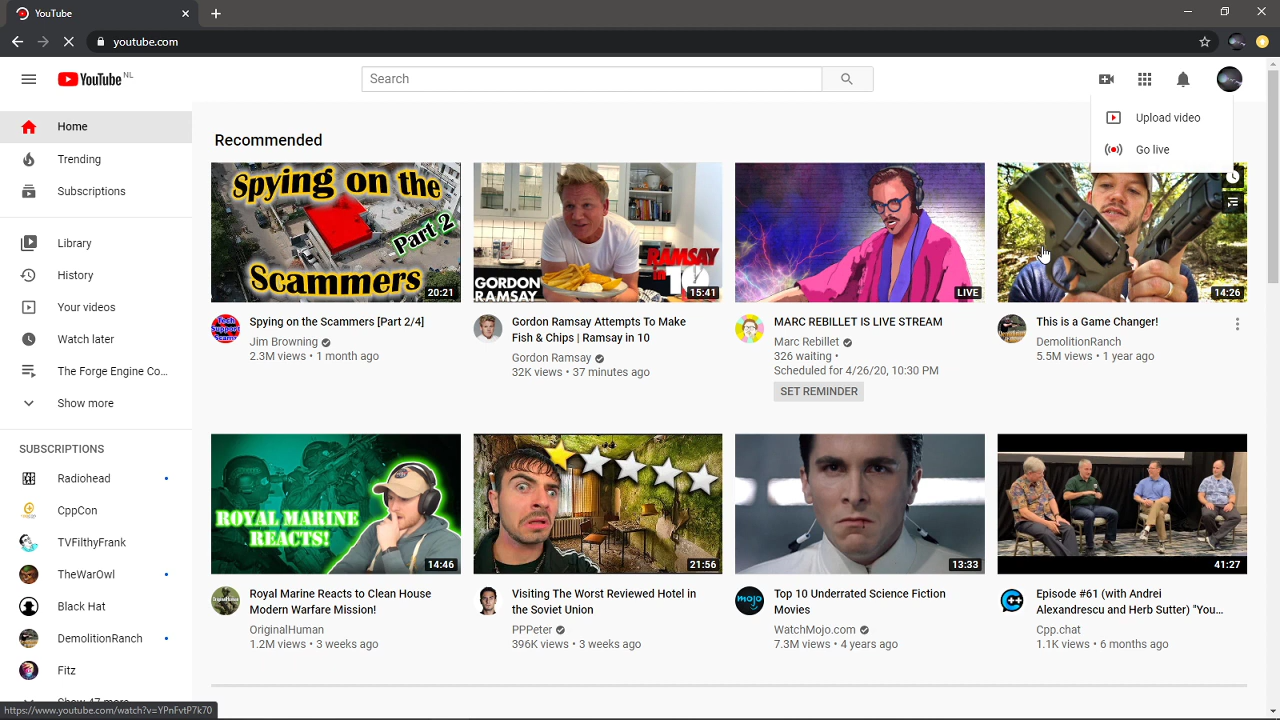 YouTube
youtube.com
YouTube NL
Search
Upload video
Go live
Home
Trending
Subscriptions
Library
History
Your videos
Watch later
The Forge Engine Co...
Show more
SUBSCRIPTIONS
Radiohead
CppCon
TVFilthyFrank
TheWarOwl
Black Hat
DemolitionRanch
Fitz
Show 47 more
https://www.youtube.com/watch?v=YPnFvtP7k70
Recommended
Spying on the
Part 2
Scammers
20:21
Spying on the Scammers [Part 2/4]
Jim Browning
2.3M views • 1 month ago
GORDON
RAMSAY
RAMSAY
in 10
15:41
Gordon Ramsay Attempts To Make
Fish & Chips | Ramsay in 10
Gordon Ramsay
32K views • 37 minutes ago
LIVE
MARC REBILLET IS LIVE STREAM
Marc Rebillet
326 waiting •
Scheduled for 4/26/20, 10:30 PM
SET REMINDER
14:26
This is a Game Changer!
DemolitionRanch
5.5M views • 1 year ago
ROYAL MARINE
REACTS!
14:46
Royal Marine Reacts to Clean House
Modern Warfare Mission!
OriginalHuman
1.2M views • 3 weeks ago
21:56
Visiting The Worst Reviewed Hotel in
the Soviet Union
PPPeter
396K views • 3 weeks ago
13:33
mojo
Top 10 Underrated Science Fiction
Movies
WatchMojo.com
7.3M views • 4 years ago
41:27
Episode #61 (with Andrei
Alexandrescu and Herb Sutter) "You...
Cpp.chat
1.1K views • 6 months ago